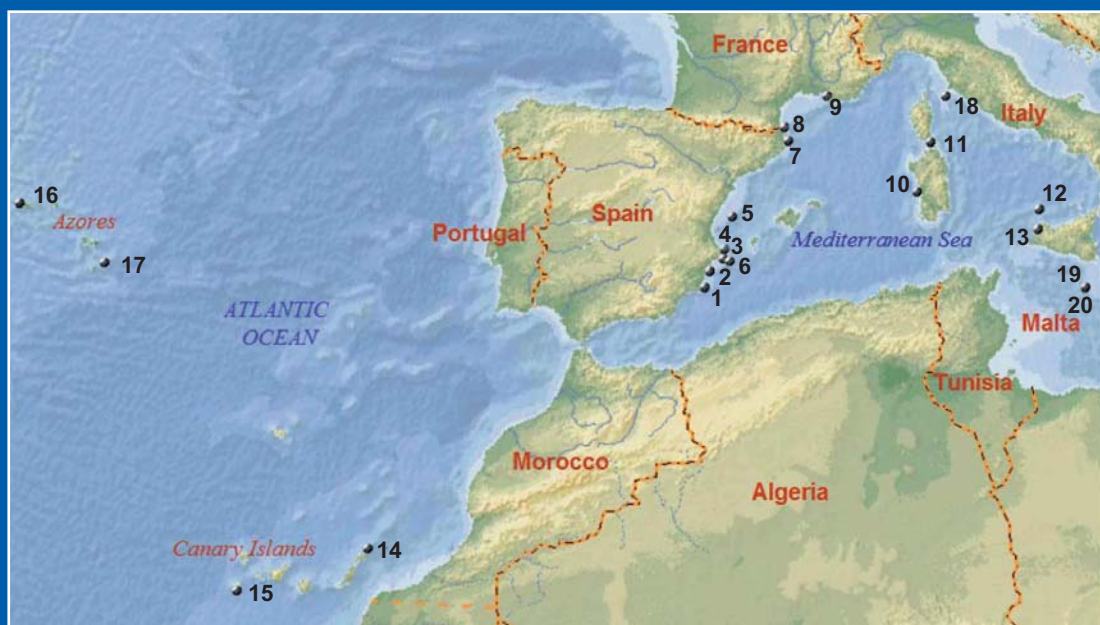 France
8
9
18
Italy
7
11
16
Azores
10
12
Spain
5
Portugal
4
3
Mediterranean Sea
13
17
2
6
1
19
20
Malta
ATLANTIC
OCEAN
Tunisia
Morocco
Algeria
Canary Islands
14
15